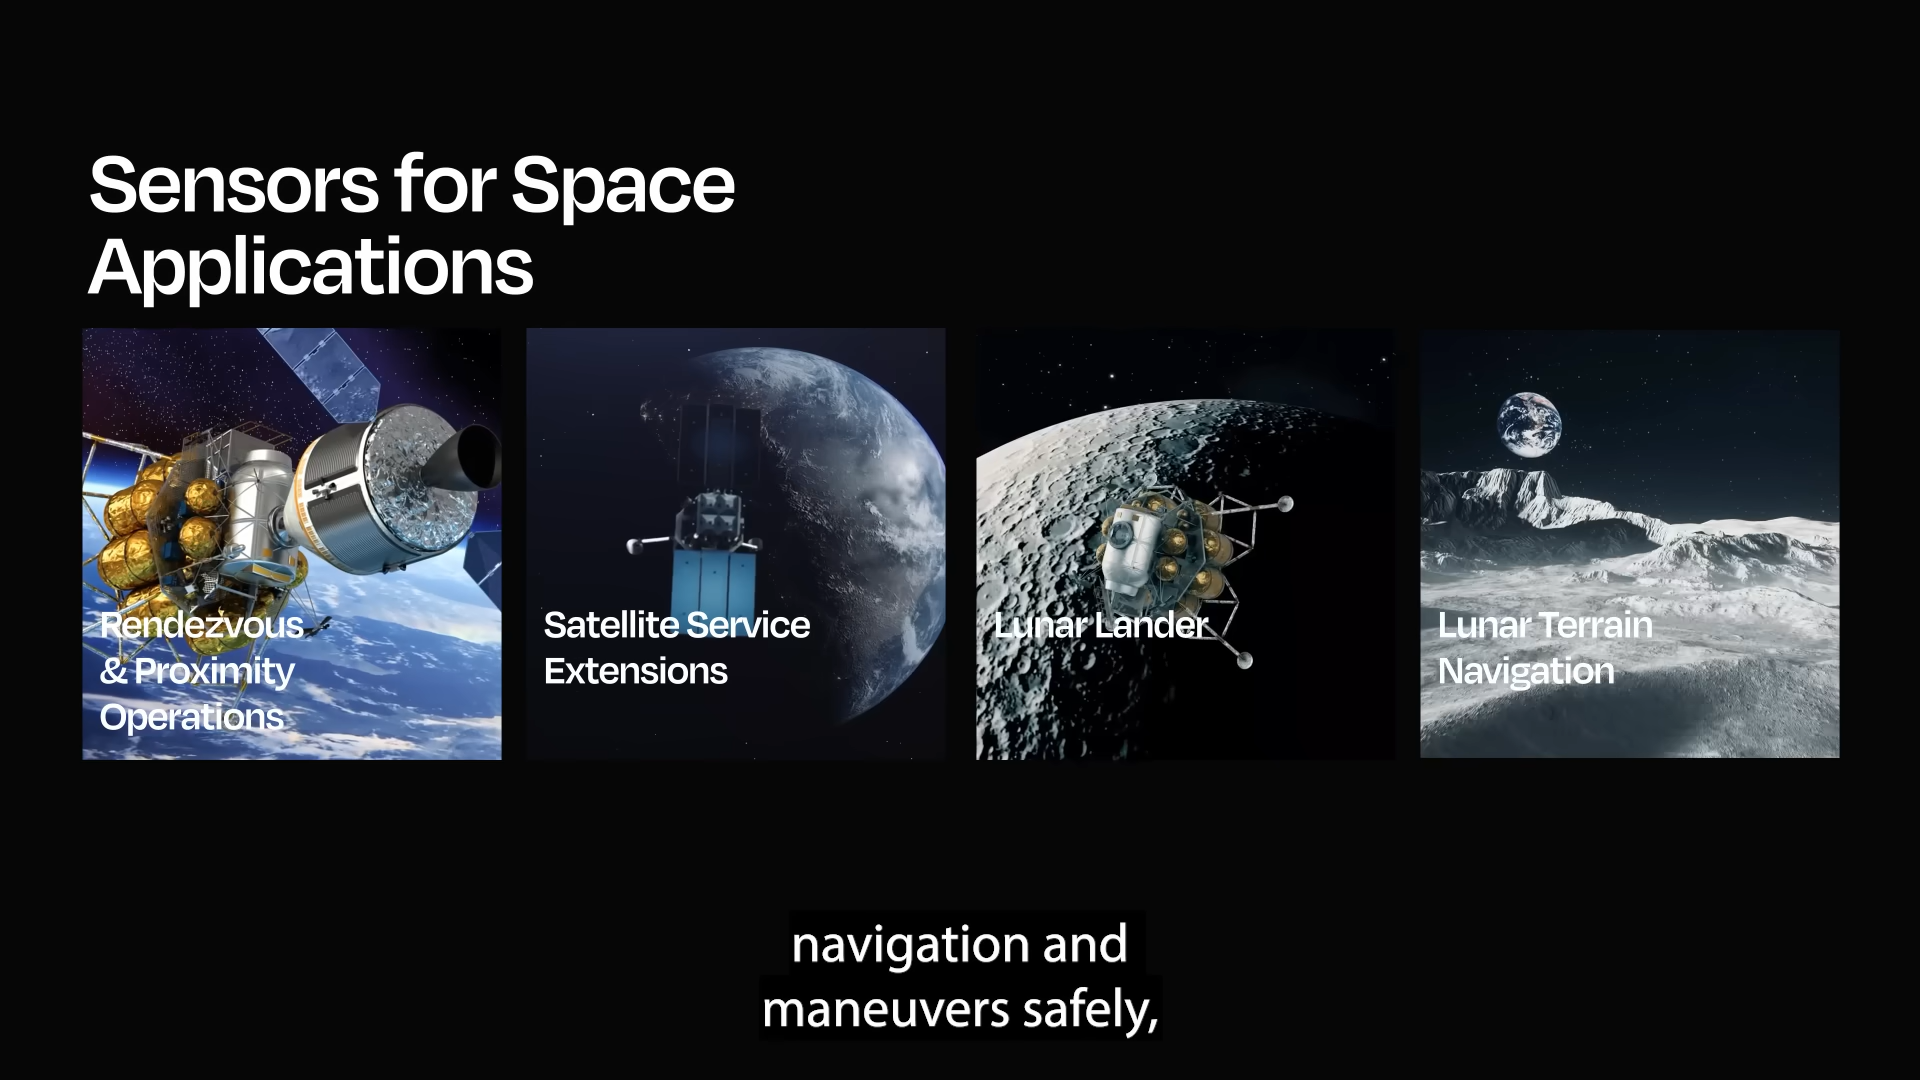 Sensors for Space
Applications
Rendezvous
& Proximity
Operations
Satellite Service
Extensions
Lunar Lander
Lunar Terrain
Navigation
navigation and
maneuvers safely,